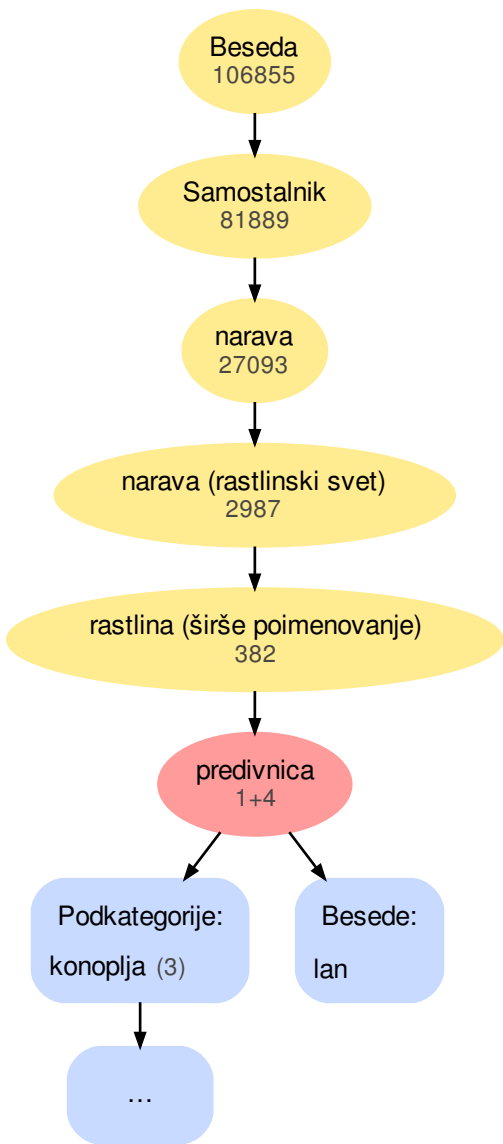 Beseda
106855
Samostalnik
81889
narava
27093
narava (rastlinski svet)
2987
rastlina (širše poimenovanje)
382
predivnica
1+4
Podkategorije:
konoplja (3)
Besede:
lan
...